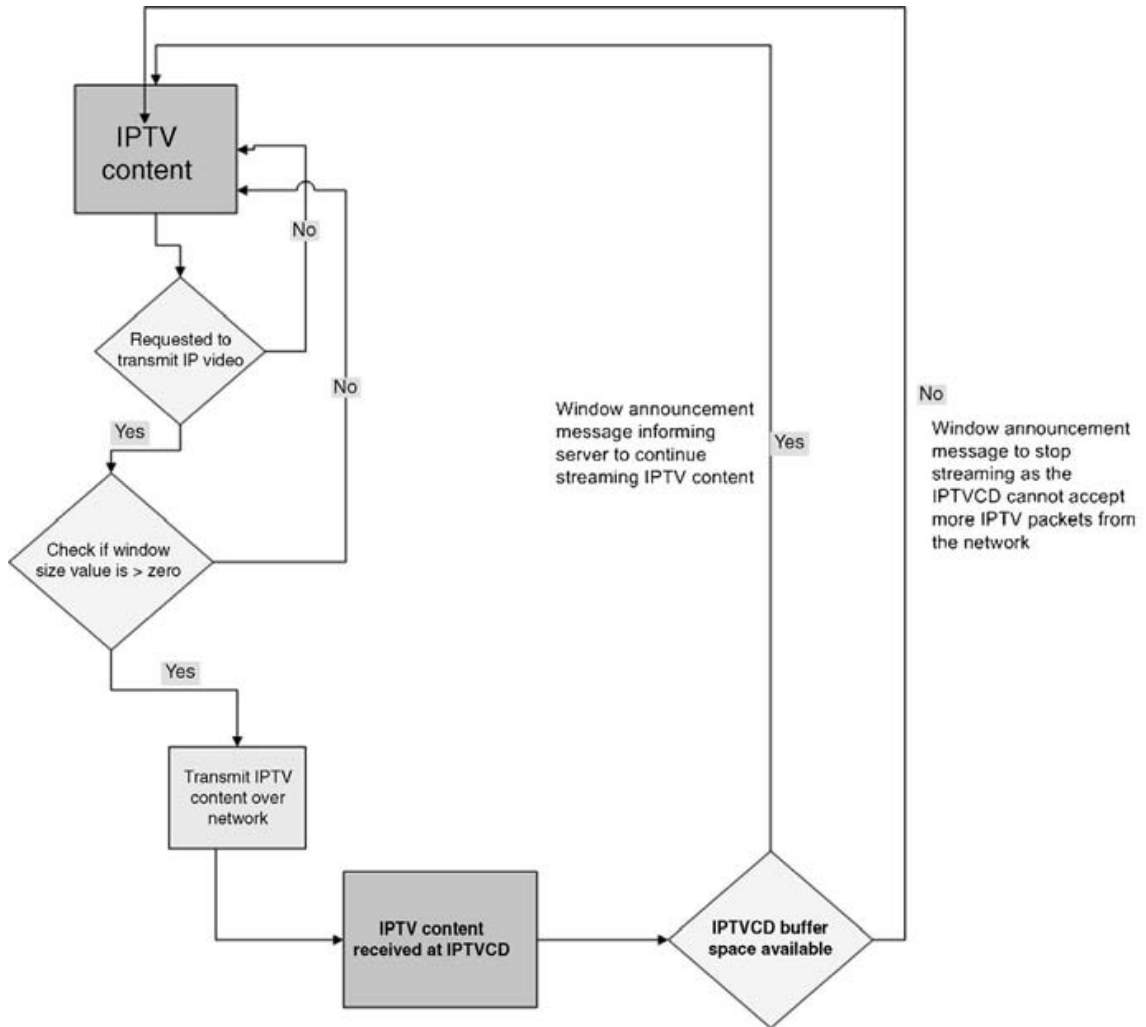 IPTV
content
No
Requested to
transmit IP video
No
Yes
Window announcement
message informing
server to continue
streaming IPTV content
Yes
No
Window announcement
message to stop
streaming as the
IPTVCD cannot accept
more IPTV packets from
the network
Check if window
size value is > zero
Yes
Transmit IPTV
content over
network
IPTV content
received at IPTVCD
IPTVCD buffer
space available